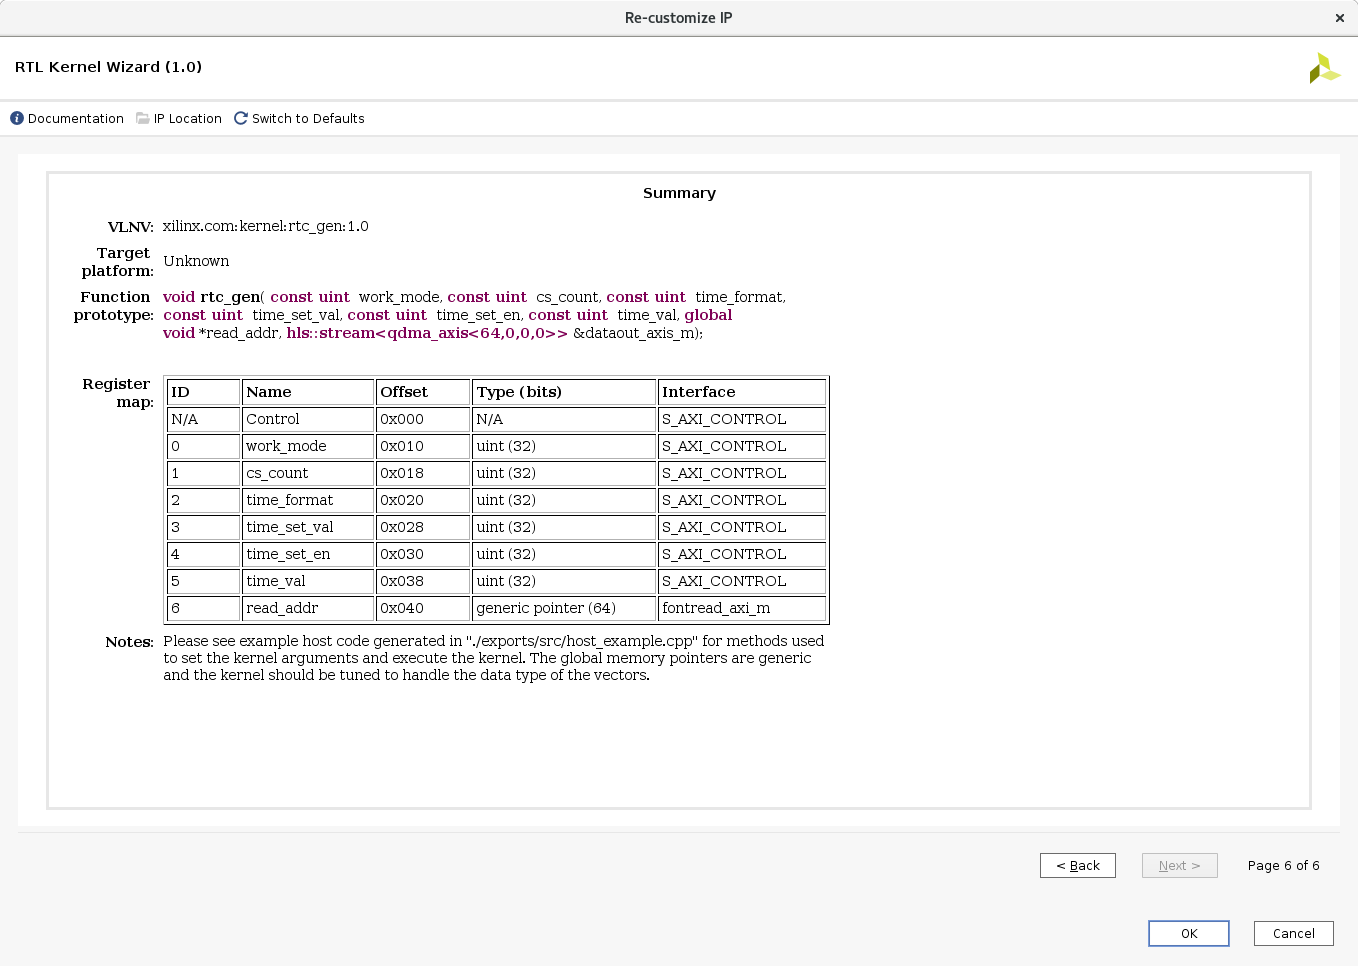 Re-customize IP
RTL Kernel Wizard (1.0)
Documentation IP Location Switch to Defaults
Summary
VLNV: xilinx.com:kernel:rtc_gen:1.0
Target platform: Unknown
Function prototype: void rtc_gen( const uint work_mode, const uint cs_count, const uint time_format,
const uint time_set_val, const uint time_set_en, const uint time_val, global
void *read_addr, hls::stream<qdma_axis<64,0,0,0>> &dataout_axis_m);
Register map:
ID Name Offset Type (bits) Interface
N/A Control 0x000 N/A S_AXI_CONTROL
0 work_mode 0x010 uint (32) S_AXI_CONTROL
1 cs_count 0x018 uint (32) S_AXI_CONTROL
2 time_format 0x020 uint (32) S_AXI_CONTROL
3 time_set_val 0x028 uint (32) S_AXI_CONTROL
4 time_set_en 0x030 uint (32) S_AXI_CONTROL
5 time_val 0x038 uint (32) S_AXI_CONTROL
6 read_addr 0x040 generic pointer (64) fontread_axi_m
Notes: Please see example host code generated in "./exports/src/host_example.cpp" for methods used
to set the kernel arguments and execute the kernel. The global memory pointers are generic
and the kernel should be tuned to handle the data type of the vectors.
< Back Next > Page 6 of 6
OK Cancel